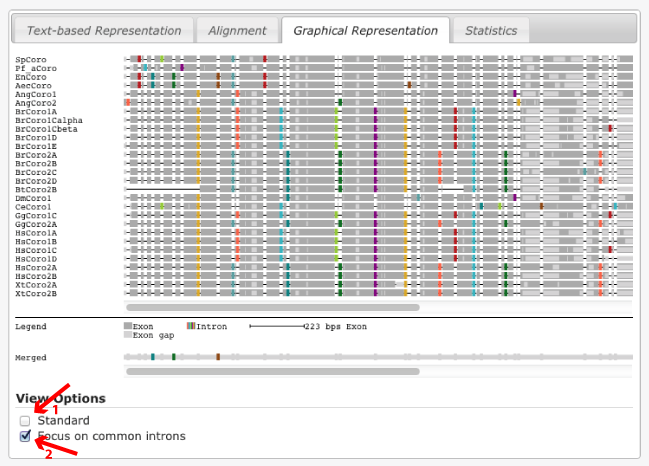 Text-based Representation Alignment Graphical Representation Statistics
SpCoro
Pf_aCoro
EnCoro
AerCoro
AngCoro1
AngCoro2
BrCoro1A
BrCoro1Calpha
BrCoro1Cbeta
BrCoro1D
BrCoro1E
BrCoro2A
BrCoro2B
BrCoro2C
BrCoro2D
BtCoro2B
DmCoro1
CeCoro1
GgCoro1C
GgCoro2A
HsCoro1A
HsCoro1B
HsCoro1C
HsCoro1D
HsCoro2A
HsCoro2B
XtCoro2A
XtCoro2B
Legend Exon Intron 223 bps Exon
Exon gap
Merged
View Options
1
Standard
Focus on common introns
2